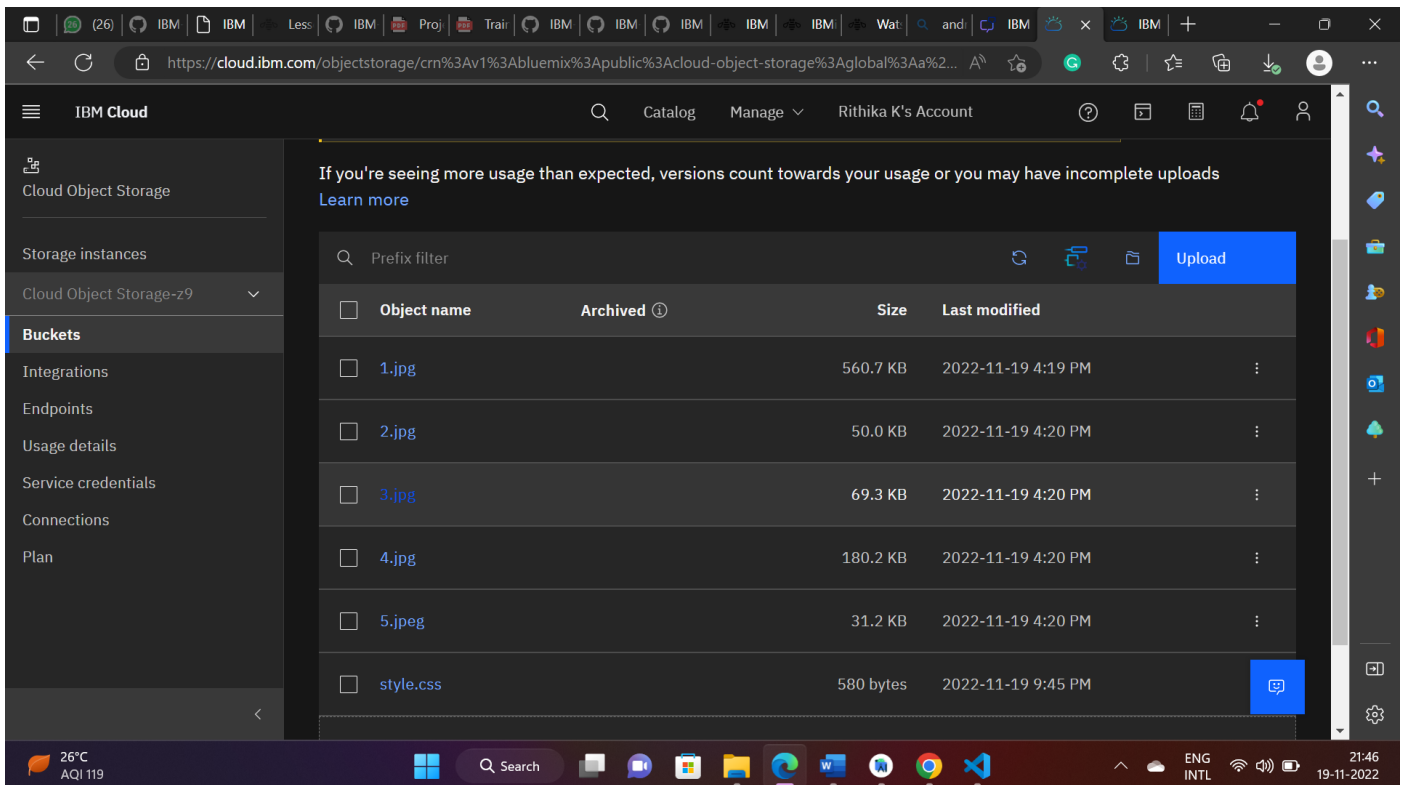 (26) IBM IBM Less IBM Proj Trair IBM IBM IBM IBM IBMi Wat and IBM IBM
https://cloud.ibm.com/objectstorage/crn%3Av1%3Abluemix%3Apublic%3Acloud-object-storage%3Aglobal%3Aa%2...
IBM Cloud Catalog Manage Rithika K's Account
Cloud Object Storage
Storage instances
Cloud Object Storage-z9
Buckets
Integrations
Endpoints
Usage details
Service credentials
Connections
Plan
If you're seeing more usage than expected, versions count towards your usage or you may have incomplete uploads
Learn more
Prefix filter Upload
Object name Archived Size Last modified
1.jpg 560.7 KB 2022-11-19 4:19 PM
2.jpg 50.0 KB 2022-11-19 4:20 PM
3.jpg 69.3 KB 2022-11-19 4:20 PM
4.jpg 180.2 KB 2022-11-19 4:20 PM
5.jpeg 31.2 KB 2022-11-19 4:20 PM
style.css 580 bytes 2022-11-19 9:45 PM
26°C
AQI 119
Search
ENG
INTL
21:46
19-11-2022